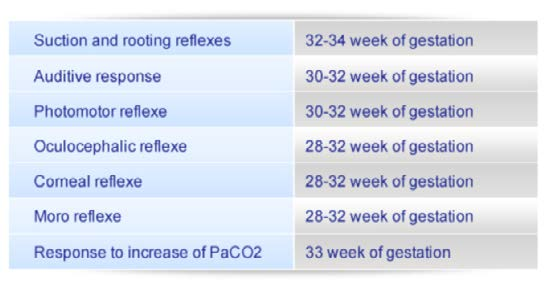 Suction and rooting reflexes 32-34 week of gestation
Auditive response 30-32 week of gestation
Photomotor reflexe 30-32 week of gestation
Oculocephalic reflexe 28-32 week of gestation
Corneal reflexe 28-32 week of gestation
Moro reflexe 28-32 week of gestation
Response to increase of PaCO2 33 week of gestation